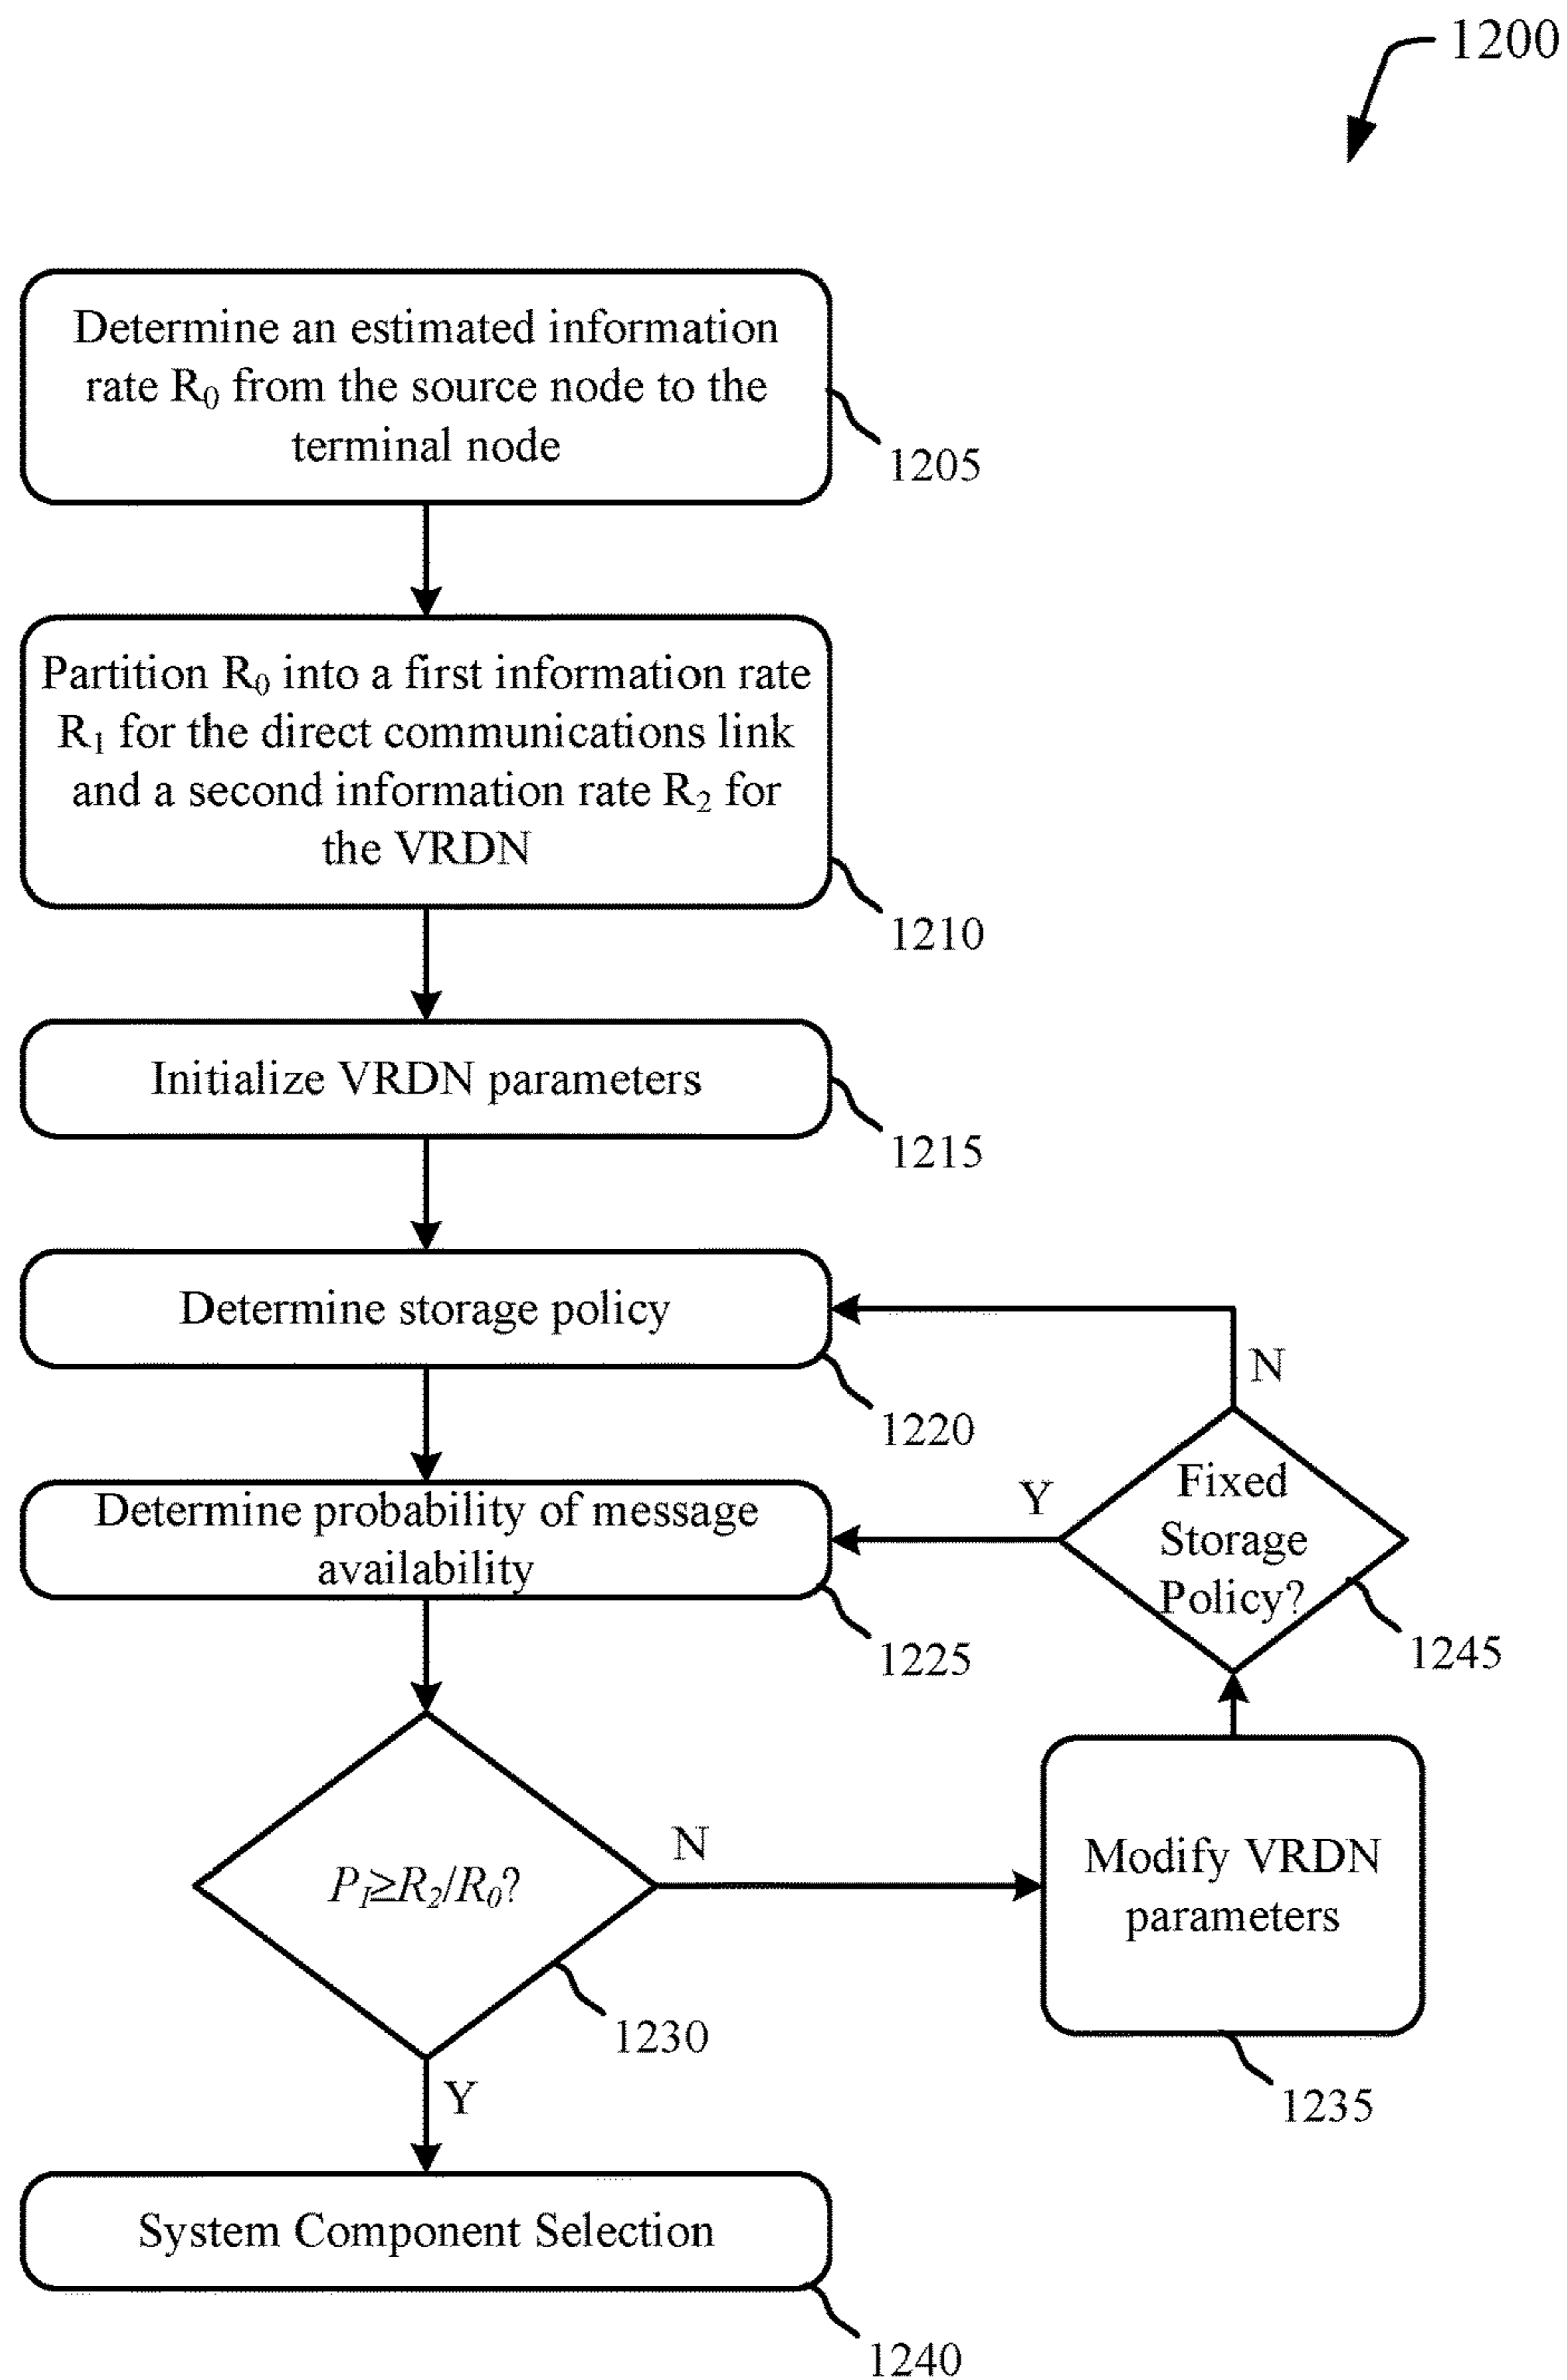 1200
Determine an estimated information
rate R₀ from the source node to the
terminal node
1205
Partition R₀ into a first information rate
R₁ for the direct communications link
and a second information rate R₂ for
the VRDN
1210
Initialize VRDN parameters
1215
Determine storage policy
1220
N
Determine probability of message
availability
1225
Y
Fixed
Storage
Policy?
1245
P_I≥R₂/R₀?
N
1230
Y
Modify VRDN
parameters
1235
System Component Selection
1240